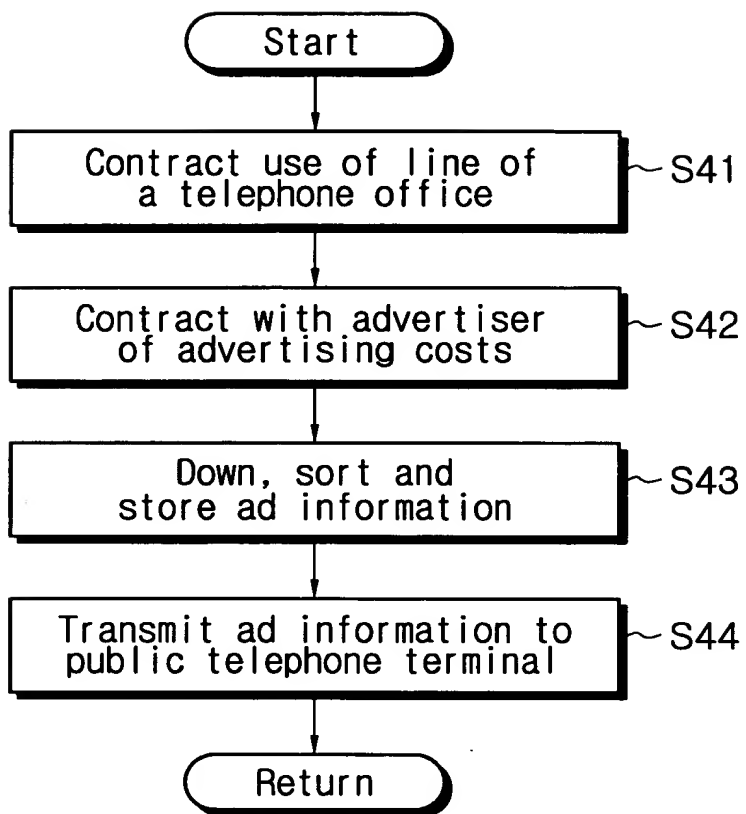 Start
Contract use of line of
a telephone office
S41
Contract with advertiser
of advertising costs
S42
Down, sort and
store ad information
S43
Transmit ad information to
public telephone terminal
S44
Return